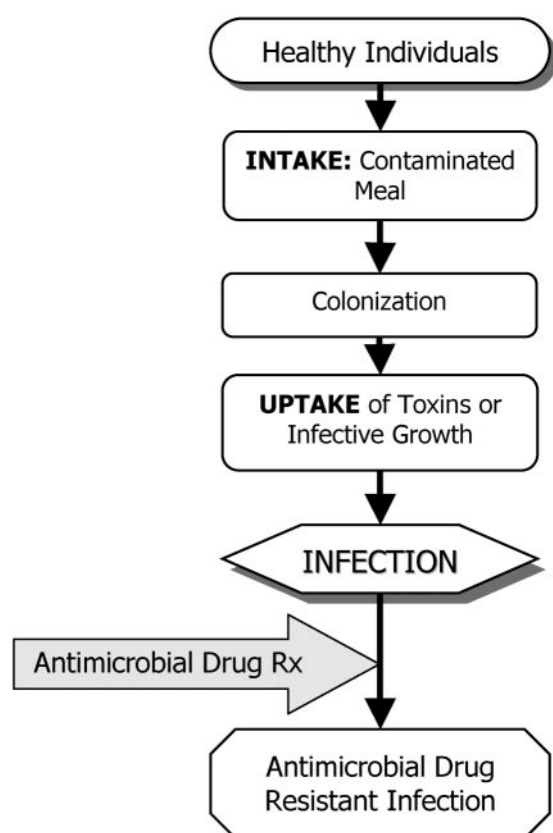 Healthy Individuals
INTAKE: Contaminated
Meal
Colonization
UPTAKE of Toxins or
Infective Growth
INFECTION
Antimicrobial Drug Rx
Antimicrobial Drug
Resistant Infection